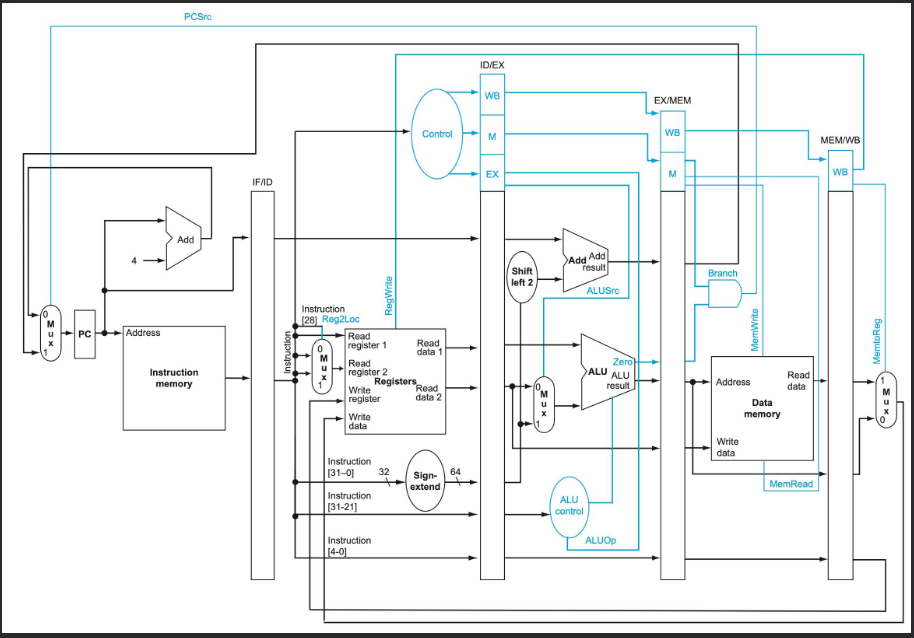 PCSrc
ID/EX
WB
Control
M
EX
EX/MEM
WB
M
MEM/WB
WB
IF/ID
Add
4
0
M
u
x
1
PC
Address
Instruction
memory
Instruction
[28] Reg2Loc
RegWrite
Instruction
0
M
u
x
1
Read
register 1
Read
register 2
Write
register
Write
data
Registers
Read
data 1
Read
data 2
Instruction
[31–0]
32
Sign-
extend
64
Instruction
[31-21]
Instruction
[4-0]
Shift
left 2
Add
Add
result
ALUSrc
0
M
u
x
1
Zero
ALU
ALU
result
ALU
control
ALUOp
Branch
MemWrite
Address
Read
data
Data
memory
Write
data
MemRead
MemtoReg
1
M
u
x
0